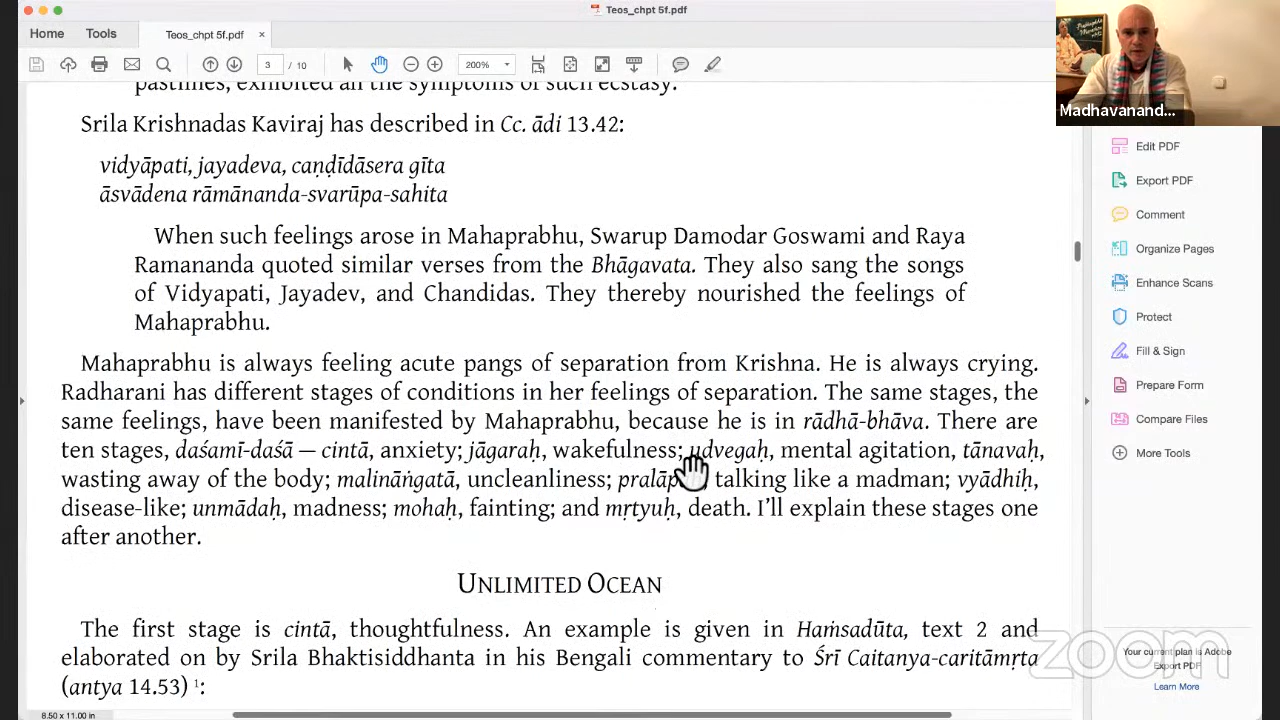 Teos_chpt 5f.pdf
Home
Tools
Teos_chpt 5f.pdf
×
3 / 10
200%
pastimes, exhibited all the symptoms of such ecstasy.
Srila Krishnadas Kaviraj has described in Cc. ādi 13.42:
vidyāpati, jayadeva, caṇḍīdāsera gīta
āsvādena rāmānanda-svarūpa-sahita
When such feelings arose in Mahaprabhu, Swarup Damodar Goswami and Raya
Ramananda quoted similar verses from the Bhāgavata. They also sang the songs
of Vidyapati, Jayadev, and Chandidas. They thereby nourished the feelings of
Mahaprabhu.
Mahaprabhu is always feeling acute pangs of separation from Krishna. He is always crying.
Radharani has different stages of conditions in her feelings of separation. The same stages, the
same feelings, have been manifested by Mahaprabhu, because he is in rādhā-bhāva. There are
ten stages, daśamī-daśā — cintā, anxiety; jāgaraḥ, wakefulness; udvegaḥ, mental agitation, tānavaḥ,
wasting away of the body; malināṅgatā, uncleanliness; talking like a madman; vyādhiḥ,
disease-like; unmādaḥ, madness; mohaḥ, fainting; and mṛtyuḥ, death. I'll explain these stages one
after another.
UNLIMITED OCEAN
The first stage is cintā, thoughtfulness. An example is given in Haṁsadūta, text 2 and
elaborated on by Srila Bhaktisiddhanta in his Bengali commentary to Śrī Caitanya-caritāmṛta
(antya 14.53) 1:
8.50 x 11.00 in
Madhavanand...
Edit PDF
Export PDF
Comment
Organize Pages
Enhance Scans
Protect
Fill & Sign
Prepare Form
Compare Files
More Tools
zoom
Your current plan is Adobe
Export PDF
Learn More